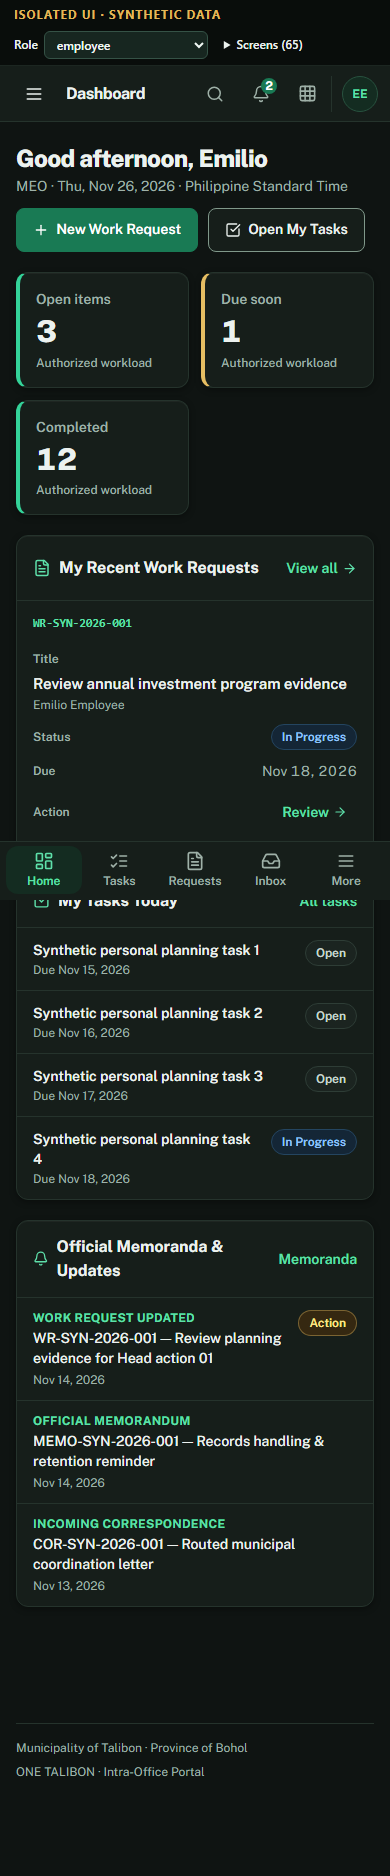 ISOLATED UI · SYNTHETIC DATA
Role employee ▶ Screens (65)
Dashboard 2 EE
Good afternoon, Emilio
MEO · Thu, Nov 26, 2026 · Philippine Standard Time
+ New Work Request Open My Tasks
Open items
3
Authorized workload
Due soon
1
Authorized workload
Completed
12
Authorized workload
My Recent Work Requests View all →
WR-SYN-2026-001
Title
Review annual investment program evidence
Emilio Employee
Status In Progress
Due Nov 18, 2026
Action Review →
Home Tasks Requests Inbox More
My Tasks Today All tasks
Synthetic personal planning task 1 Open
Due Nov 15, 2026
Synthetic personal planning task 2 Open
Due Nov 16, 2026
Synthetic personal planning task 3 Open
Due Nov 17, 2026
Synthetic personal planning task In Progress
4
Due Nov 18, 2026
Official Memoranda &
Updates Memoranda
WORK REQUEST UPDATED Action
WR-SYN-2026-001 — Review planning
evidence for Head action 01
Nov 14, 2026
OFFICIAL MEMORANDUM
MEMO-SYN-2026-001 — Records handling &
retention reminder
Nov 14, 2026
INCOMING CORRESPONDENCE
COR-SYN-2026-001 — Routed municipal
coordination letter
Nov 13, 2026
Municipality of Talibon · Province of Bohol
ONE TALIBON · Intra-Office Portal